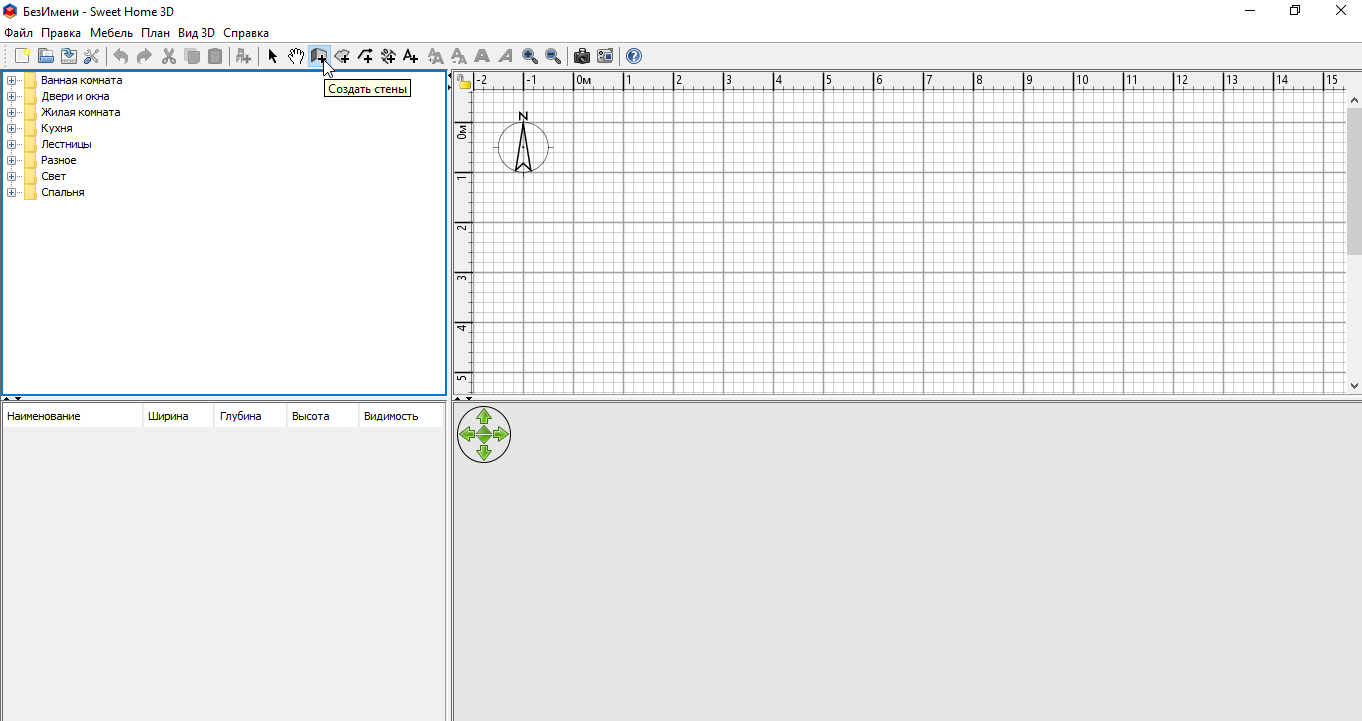 БезИмени - Sweet Home 3D
Файл Правка Мебель План Вид 3D Справка
Создать стены
Ванная комната
Двери и окна
Жилая комната
Кухня
Лестницы
Разное
Свет
Спальня
-2 -1 0м 1 2 3 4 5 6 7 8 9 10 11 12 13 14 15
N
0м
1
2
3
4
5
Наименование Ширина Глубина Высота Видимость